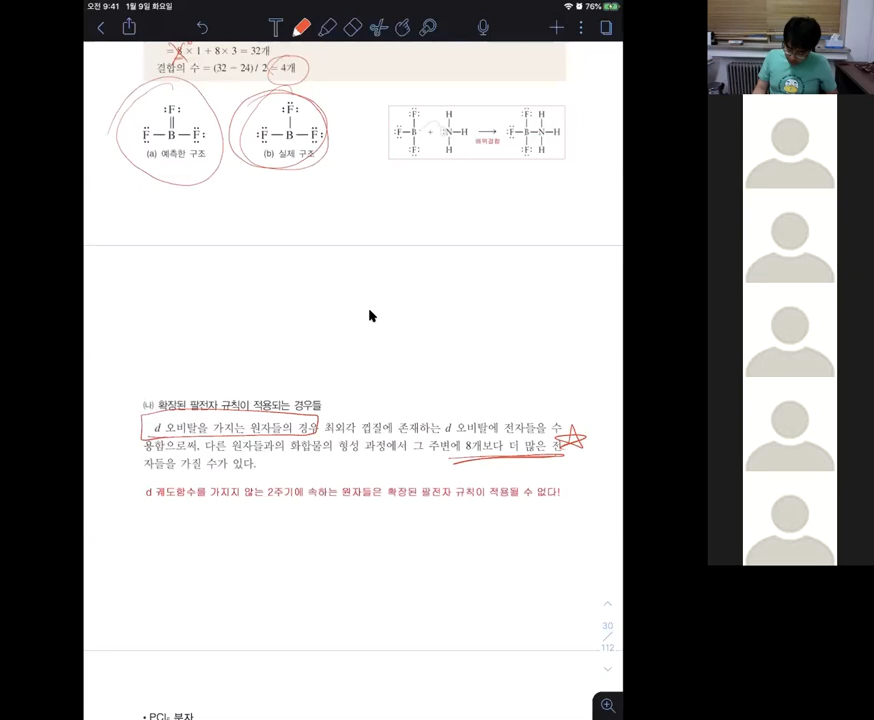 오전 9:41 1월 9일 화요일
76%
= 8 × 1 + 8 × 3 = 32개
결합의 수 = (32 − 24) / 2 = 4개
:F:
F — B — F:
(a) 예측한 구조
:F:
:F — B — F:
(b) 실제 구조
:F: H :F: H
:F—B + :N—H → :F—B—N—H
배위결합
:F: H :F: H
(나) 확장된 팔전자 규칙이 적용되는 경우들
d 오비탈을 가지는 원자들의 경우 최외각 껍질에 존재하는 d 오비탈에 전자들을 수
용함으로써, 다른 원자들과의 화합물의 형성 과정에서 그 주변에 8개보다 더 많은 전
자들을 가질 수가 있다.
d 궤도함수를 가지지 않는 2주기에 속하는 원자들은 확장된 팔전자 규칙이 적용될 수 없다!
30
112
• PCl₅ 분자